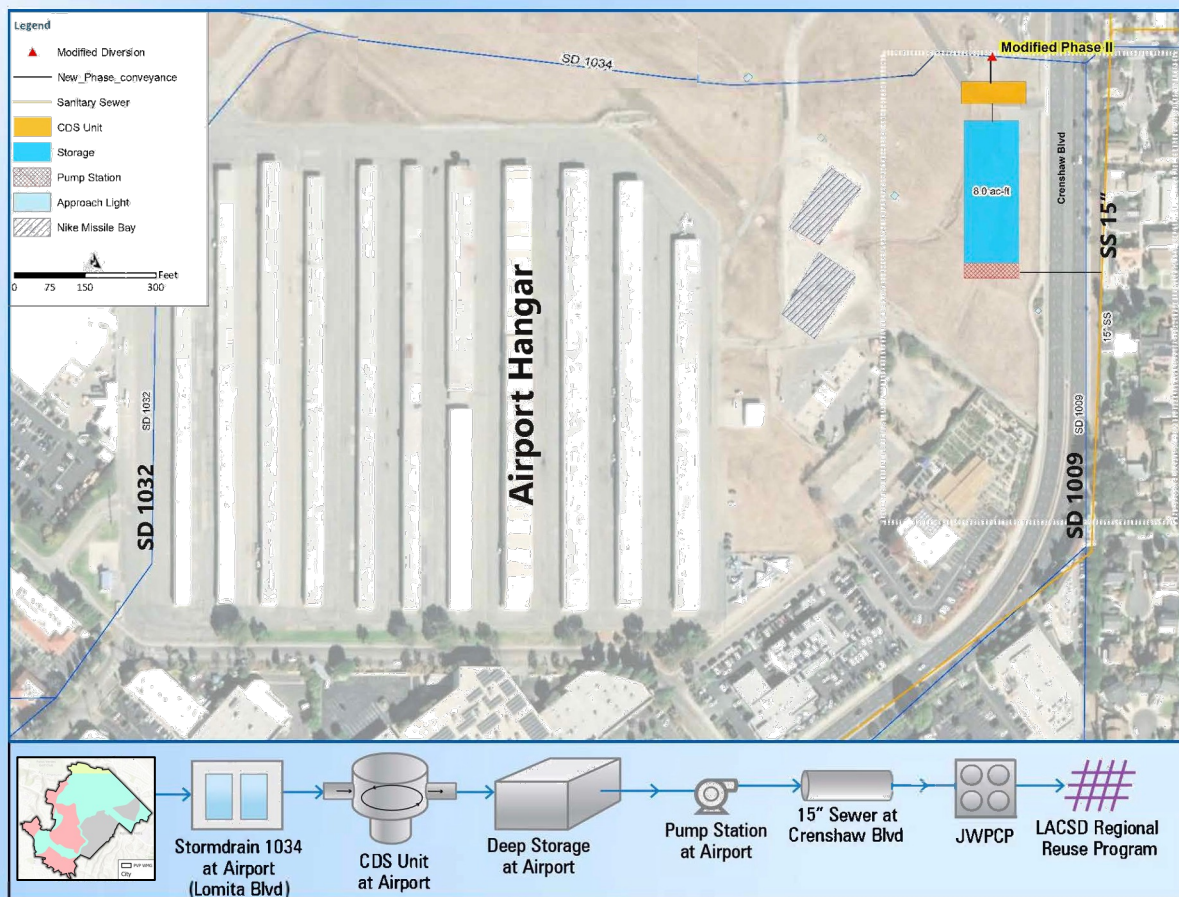 Legend
Modified Diversion
New_Phase_conveyance
Sanitary Sewer
CDS Unit
Storage
Pump Station
Approach Light
Nike Missile Bay
Feet
0 75 150 300
SD 1034
Modified Phase II
8.0 ac-ft
Crenshaw Blvd
SS 15"
15" SS
Airport Hangar
SD 1032
SD 1032
SD 1009
SD 1009
PVP WMG
City
Stormdrain 1034
at Airport
(Lomita Blvd)
CDS Unit
at Airport
Deep Storage
at Airport
Pump Station
at Airport
15" Sewer at
Crenshaw Blvd
JWPCP
LACSD Regional
Reuse Program